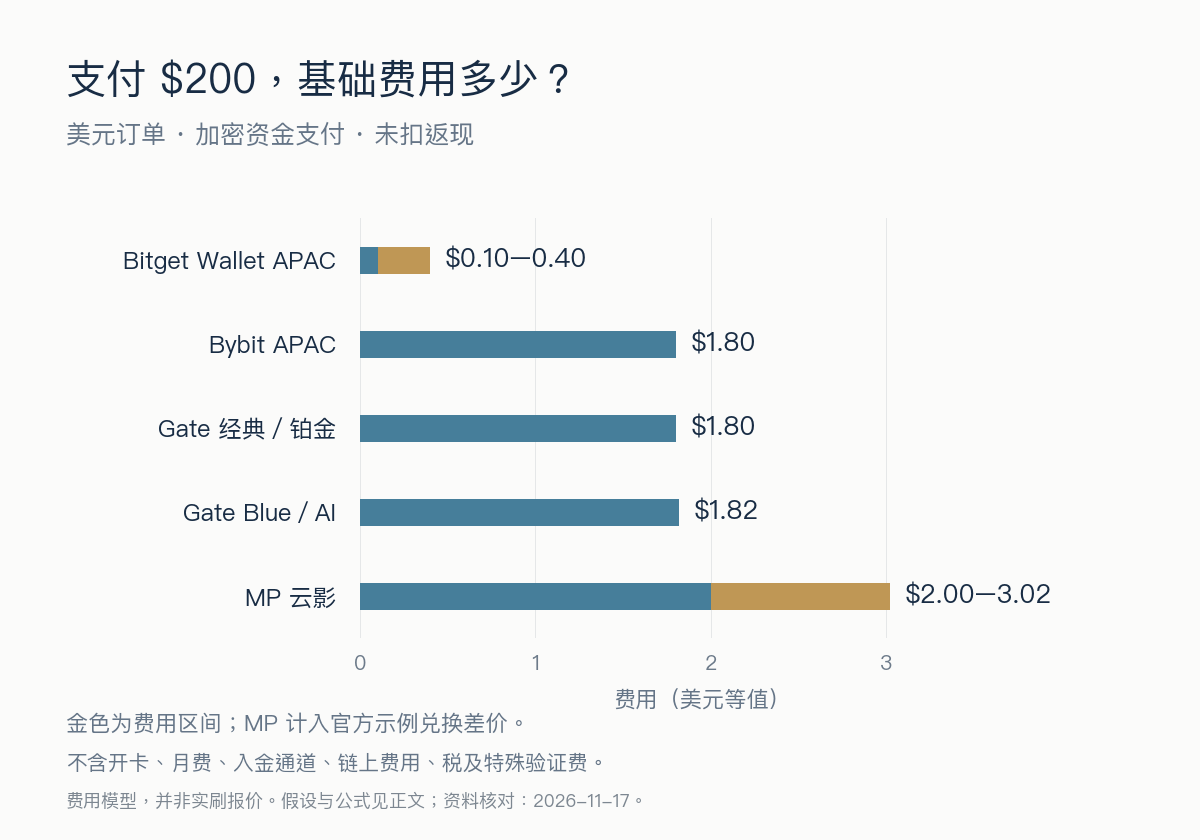 支付 $200，基础费用多少？
美元订单 · 加密资金支付 · 未扣返现
Bitget Wallet APAC
$0.10—0.40
Bybit APAC
$1.80
Gate 经典 / 铂金
$1.80
Gate Blue / AI
$1.82
MP 云影
$2.00—3.02
0
1
2
3
费用（美元等值）
金色为费用区间；MP 计入官方示例兑换差价。
不含开卡、月费、入金通道、链上费用、税及特殊验证费。
费用模型，并非实刷报价。假设与公式见正文；资料核对：2026–11–17。